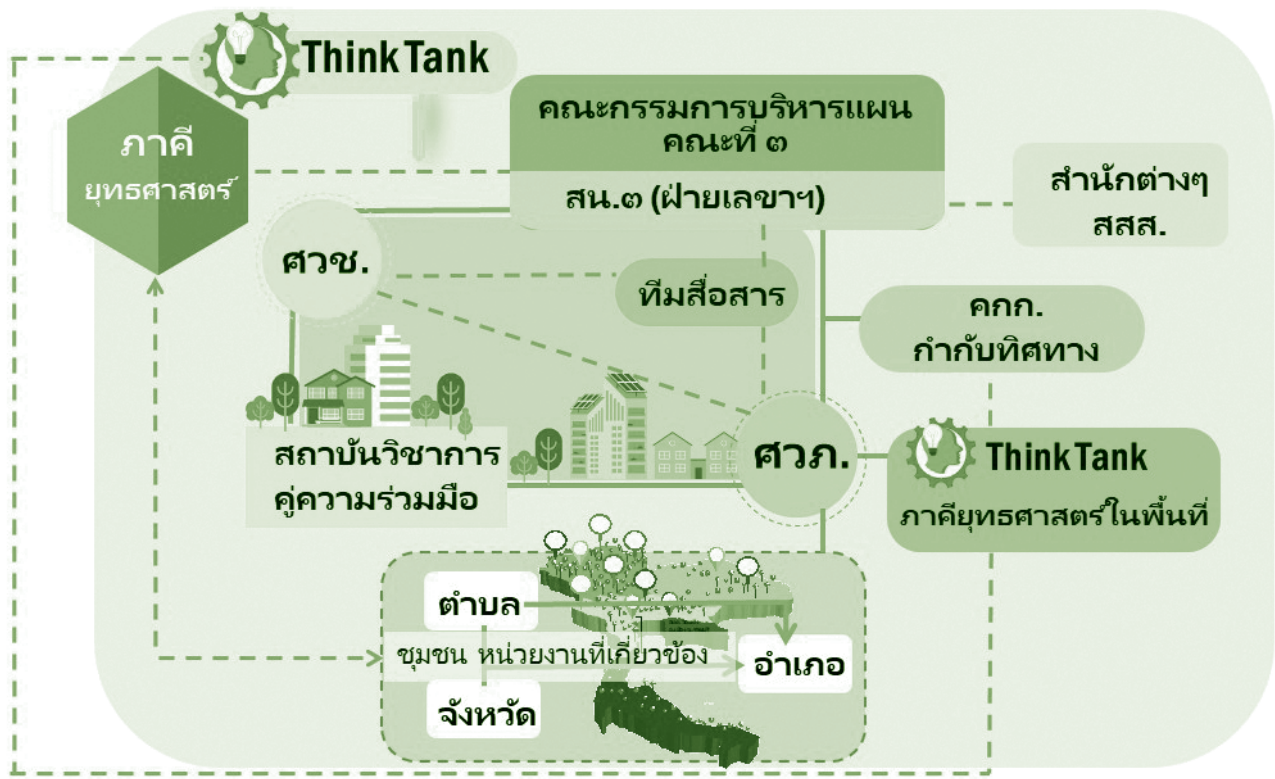 Think Tank
ภาคี
ยุทธศาสตร์
คณะกรรมการบริหารแผน
คณะที่ ๓
สน.๓ (ฝ่ายเลขาฯ)
สำนักต่างๆ
สสส.
ศวช.
ทีมสื่อสาร
คกก.
กำกับทิศทาง
สถาบันวิชาการ
คู่ความร่วมมือ
ศวภ.
Think Tank
ภาคียุทธศาสตร์ในพื้นที่
ตำบล
ชุมชน หน่วยงานที่เกี่ยวข้อง
อำเภอ
จังหวัด